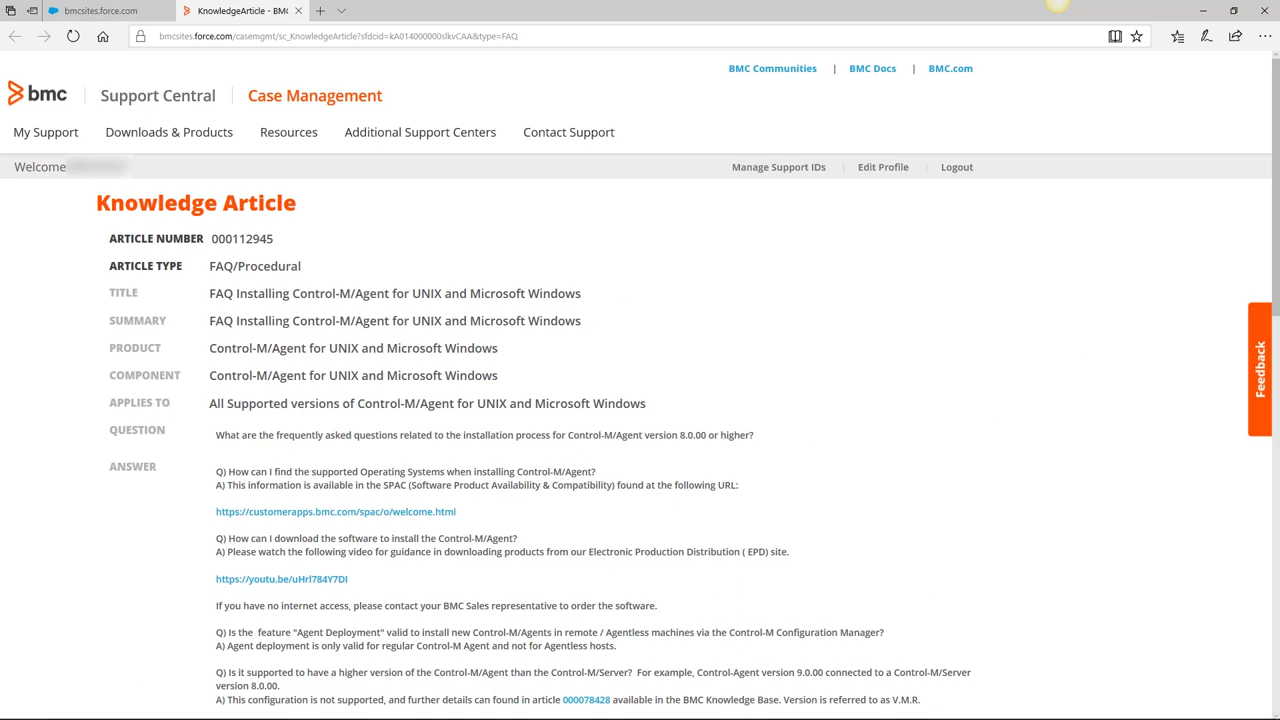 bmcsites.force.com
KnowledgeArticle - BMC
bmcsites.force.com/casemgmt/sc_KnowledgeArticle?sfdcid=kA014000000slkvCAA&type=FAQ
BMC Communities | BMC Docs | BMC.com
bmc Support Central Case Management
My Support Downloads & Products Resources Additional Support Centers Contact Support
Welcome
Manage Support IDs Edit Profile Logout
Knowledge Article
ARTICLE NUMBER 000112945
ARTICLE TYPE FAQ/Procedural
TITLE FAQ Installing Control-M/Agent for UNIX and Microsoft Windows
SUMMARY FAQ Installing Control-M/Agent for UNIX and Microsoft Windows
PRODUCT Control-M/Agent for UNIX and Microsoft Windows
COMPONENT Control-M/Agent for UNIX and Microsoft Windows
APPLIES TO All Supported versions of Control-M/Agent for UNIX and Microsoft Windows
QUESTION What are the frequently asked questions related to the installation process for Control-M/Agent version 8.0.00 or higher?
ANSWER Q) How can I find the supported Operating Systems when installing Control-M/Agent?
A) This information is available in the SPAC (Software Product Availability & Compatibility) found at the following URL:
https://customerapps.bmc.com/spac/o/welcome.html
Q) How can I download the software to install the Control-M/Agent?
A) Please watch the following video for guidance in downloading products from our Electronic Production Distribution ( EPD) site.
https://youtu.be/uHrl784Y7DI
If you have no internet access, please contact your BMC Sales representative to order the software.
Q) Is the feature "Agent Deployment" valid to install new Control-M/Agents in remote / Agentless machines via the Control-M Configuration Manager?
A) Agent deployment is only valid for regular Control-M Agent and not for Agentless hosts.
Q) Is it supported to have a higher version of the Control-M/Agent than the Control-M/Server? For example, Control-Agent version 9.0.00 connected to a Control-M/Server
version 8.0.00.
A) This configuration is not supported, and further details can found in article 000078428 available in the BMC Knowledge Base. Version is referred to as V.M.R.
Feedback